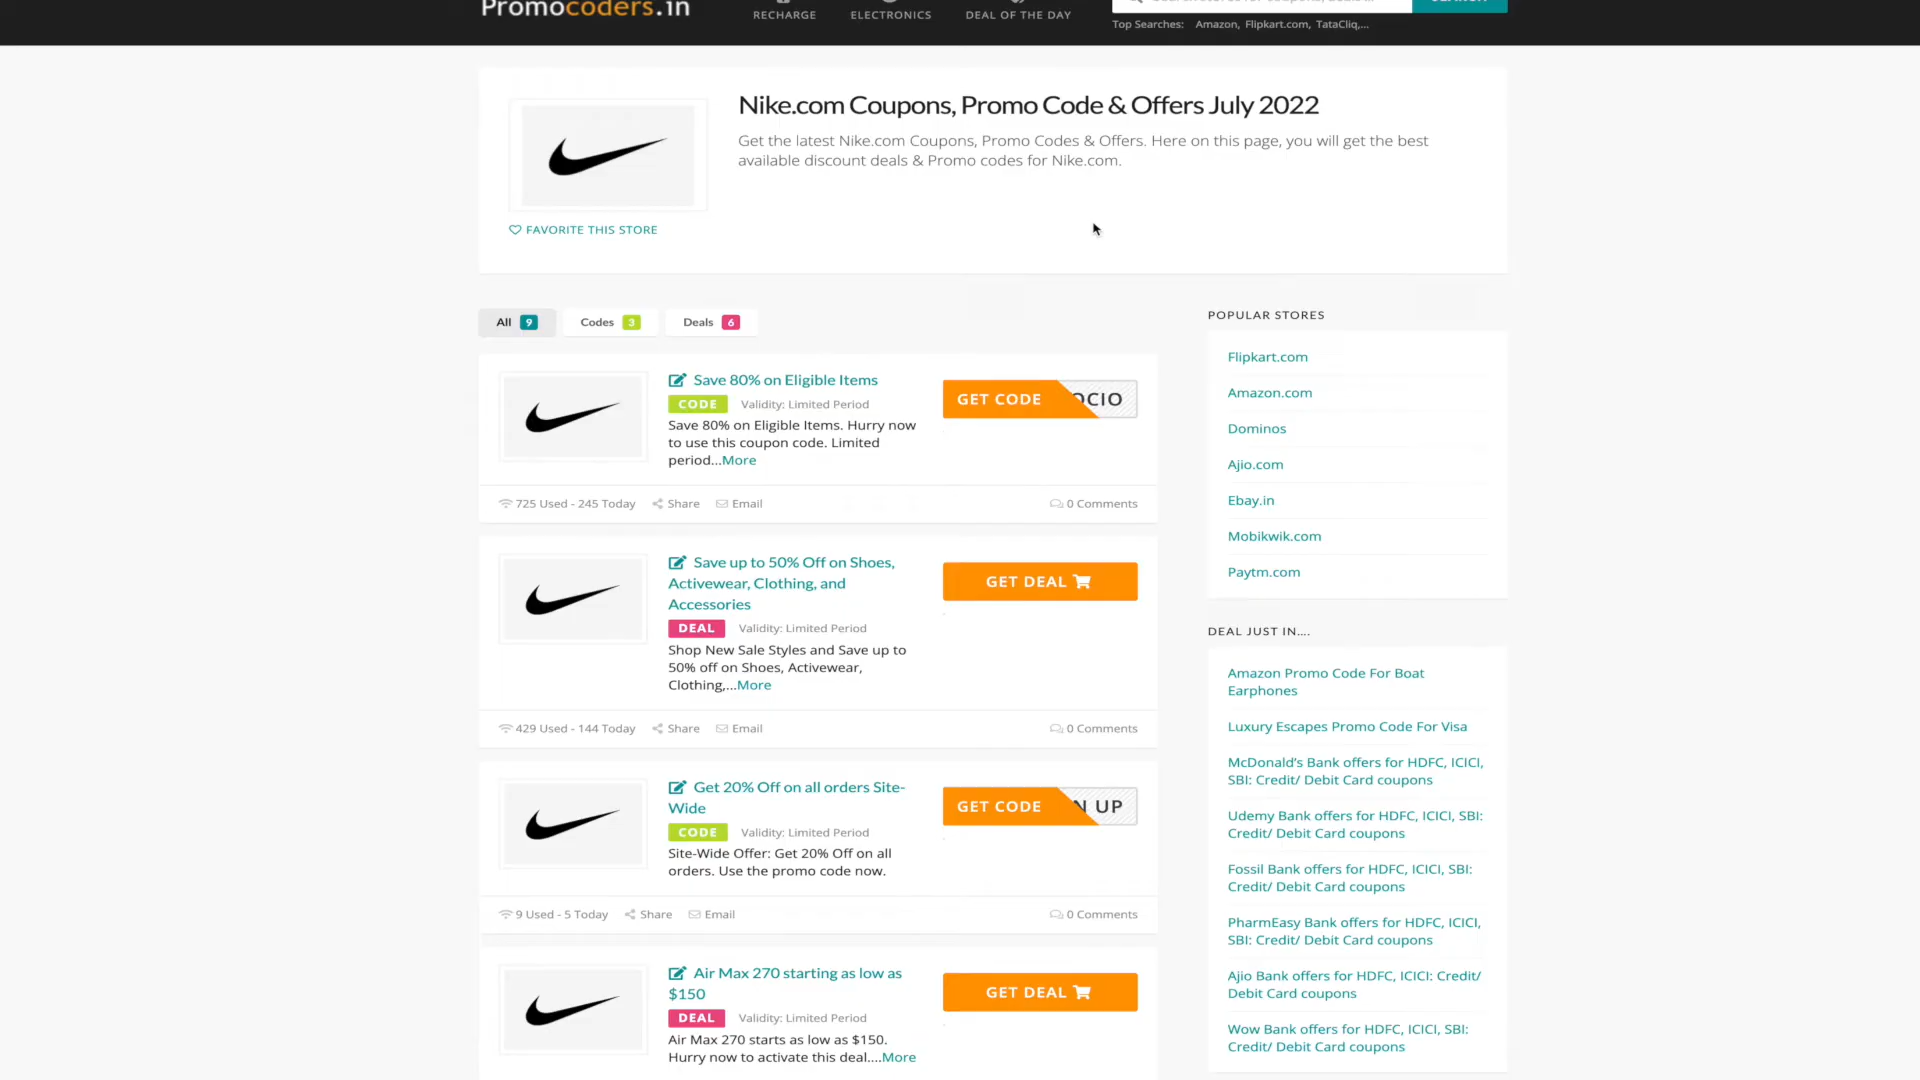 Promocoders.in
RECHARGE
ELECTRONICS
DEAL OF THE DAY
Top Searches: Amazon, Flipkart.com, TataCliq,...
Nike.com Coupons, Promo Code & Offers July 2022
Get the latest Nike.com Coupons, Promo Codes & Offers. Here on this page, you will get the best
available discount deals & Promo codes for Nike.com.
FAVORITE THIS STORE
All 9
Codes 3
Deals 6
Save 80% on Eligible Items
CODE Validity: Limited Period
Save 80% on Eligible Items. Hurry now
to use this coupon code. Limited
period...More
GET CODE OCIO
725 Used - 245 Today Share Email 0 Comments
Save up to 50% Off on Shoes,
Activewear, Clothing, and
Accessories
DEAL Validity: Limited Period
Shop New Sale Styles and Save up to
50% off on Shoes, Activewear,
Clothing,...More
GET DEAL
429 Used - 144 Today Share Email 0 Comments
Get 20% Off on all orders Site-
Wide
CODE Validity: Limited Period
Site-Wide Offer: Get 20% Off on all
orders. Use the promo code now.
GET CODE N UP
9 Used - 5 Today Share Email 0 Comments
Air Max 270 starting as low as
$150
DEAL Validity: Limited Period
Air Max 270 starts as low as $150.
Hurry now to activate this deal....More
GET DEAL
POPULAR STORES
Flipkart.com
Amazon.com
Dominos
Ajio.com
Ebay.in
Mobikwik.com
Paytm.com
DEAL JUST IN....
Amazon Promo Code For Boat
Earphones
Luxury Escapes Promo Code For Visa
McDonald's Bank offers for HDFC, ICICI,
SBI: Credit/ Debit Card coupons
Udemy Bank offers for HDFC, ICICI, SBI:
Credit/ Debit Card coupons
Fossil Bank offers for HDFC, ICICI, SBI:
Credit/ Debit Card coupons
PharmEasy Bank offers for HDFC, ICICI,
SBI: Credit/ Debit Card coupons
Ajio Bank offers for HDFC, ICICI: Credit/
Debit Card coupons
Wow Bank offers for HDFC, ICICI, SBI:
Credit/ Debit Card coupons